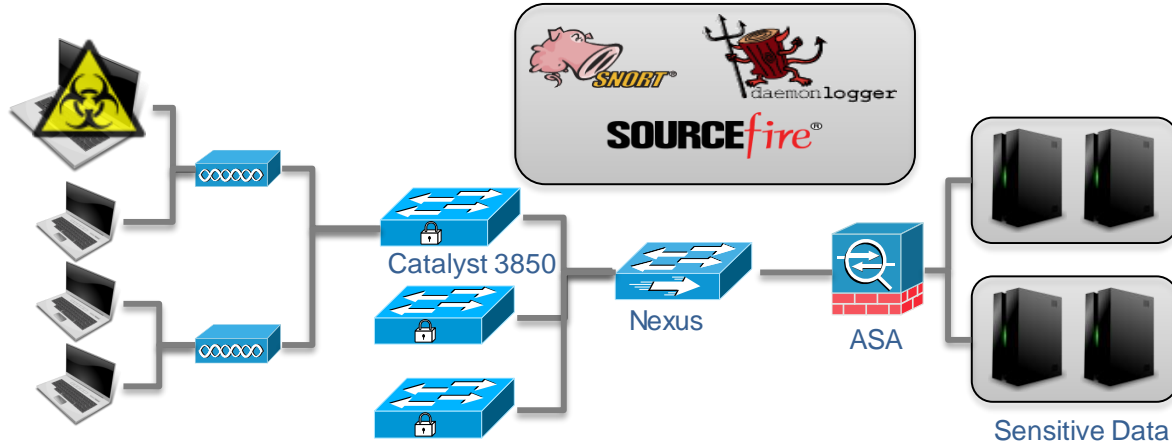 SNORT®
daemonlogger
SOURCEfire®
Catalyst 3850
Nexus
ASA
Sensitive Data